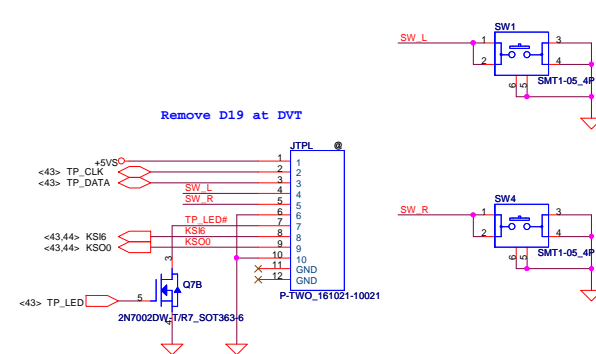 SW1
SW_L
1
3
2
4
6
5
SMT1-05_4P
Remove D19 at DVT
JTPL @
+5VS 1 1
<43> TP_CLK 2 2
<43> TP_DATA 3 3
SW_L 4 4
SW_R 5 5
6 6
TP_LED# 7 7
<43,44> KSI6 KSI6 8 8
<43,44> KSO0 KSO0 9 9
10 10
11 GND
12 GND
P-TWO_161021-10021
SW4
SW_R
1
3
2
4
6
5
SMT1-05_4P
3
Q7B
<43> TP_LED 5
4
2N7002DW-T/R7_SOT363-6